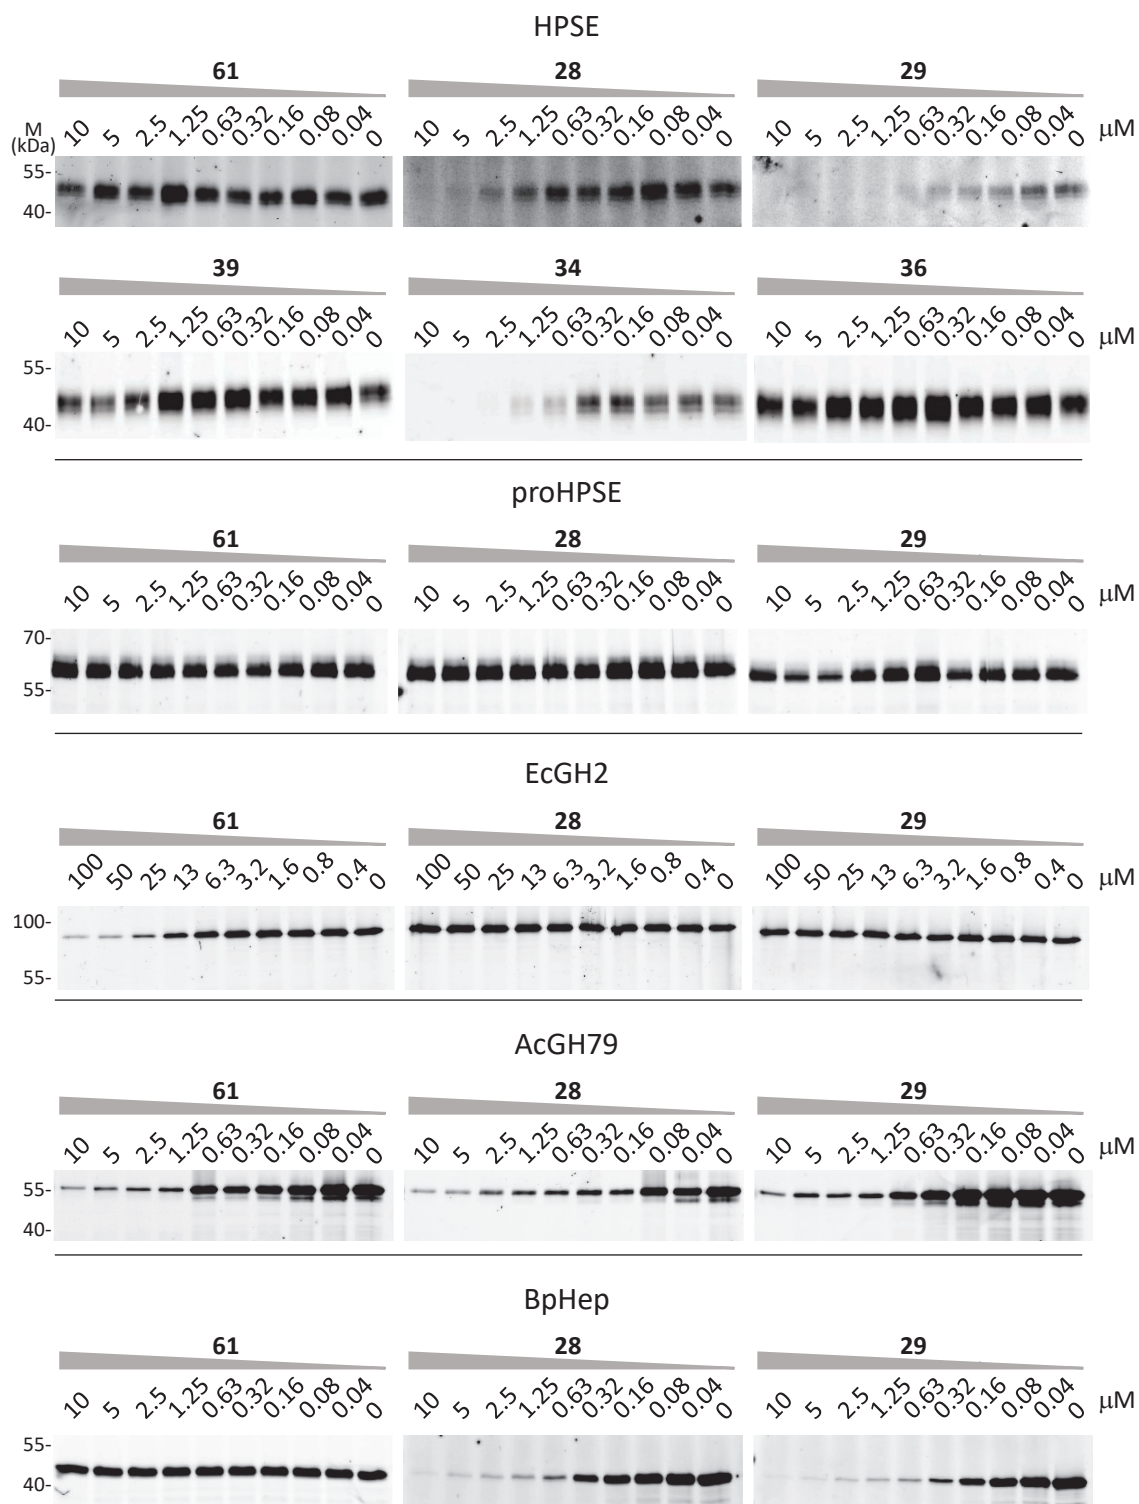 HPSE
61 28 29
M (kDa) 10 5 2.5 1.25 0.63 0.32 0.16 0.08 0.04 0 10 5 2.5 1.25 0.63 0.32 0.16 0.08 0.04 0 10 5 2.5 1.25 0.63 0.32 0.16 0.08 0.04 0 μM
55-
40-
39 34 36
10 5 2.5 1.25 0.63 0.32 0.16 0.08 0.04 0 10 5 2.5 1.25 0.63 0.32 0.16 0.08 0.04 0 10 5 2.5 1.25 0.63 0.32 0.16 0.08 0.04 0 μM
55-
40-
proHPSE
61 28 29
10 5 2.5 1.25 0.63 0.32 0.16 0.08 0.04 0 10 5 2.5 1.25 0.63 0.32 0.16 0.08 0.04 0 10 5 2.5 1.25 0.63 0.32 0.16 0.08 0.04 0 μM
70-
55-
EcGH2
61 28 29
100 50 25 13 6.3 3.2 1.6 0.8 0.4 0 100 50 25 13 6.3 3.2 1.6 0.8 0.4 0 100 50 25 13 6.3 3.2 1.6 0.8 0.4 0 μM
100-
55-
AcGH79
61 28 29
10 5 2.5 1.25 0.63 0.32 0.16 0.08 0.04 0 10 5 2.5 1.25 0.63 0.32 0.16 0.08 0.04 0 10 5 2.5 1.25 0.63 0.32 0.16 0.08 0.04 0 μM
55-
40-
BpHep
61 28 29
10 5 2.5 1.25 0.63 0.32 0.16 0.08 0.04 0 10 5 2.5 1.25 0.63 0.32 0.16 0.08 0.04 0 10 5 2.5 1.25 0.63 0.32 0.16 0.08 0.04 0 μM
55-
40-